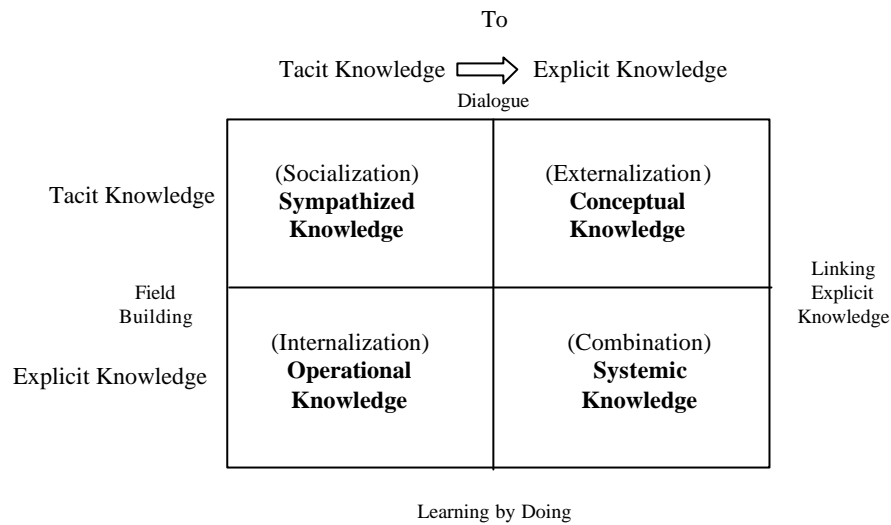 To
Tacit Knowledge Explicit Knowledge
Dialogue
Tacit Knowledge
(Socialization)
Sympathized
Knowledge
(Externalization)
Conceptual
Knowledge
Field
Building
Linking
Explicit
Knowledge
Explicit Knowledge
(Internalization)
Operational
Knowledge
(Combination)
Systemic
Knowledge
Learning by Doing